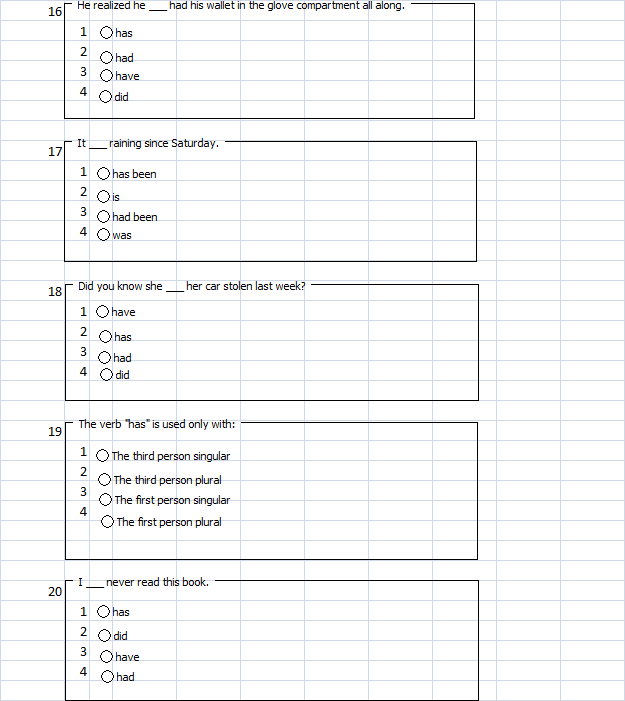 16 He realized he ___ had his wallet in the glove compartment all along.
1 has
2 had
3 have
4 did
17 It ___ raining since Saturday.
1 has been
2 is
3 had been
4 was
18 Did you know she ___ her car stolen last week?
1 have
2 has
3 had
4 did
19 The verb "has" is used only with:
1 The third person singular
2 The third person plural
3 The first person singular
4 The first person plural
20 I ___ never read this book.
1 has
2 did
3 have
4 had